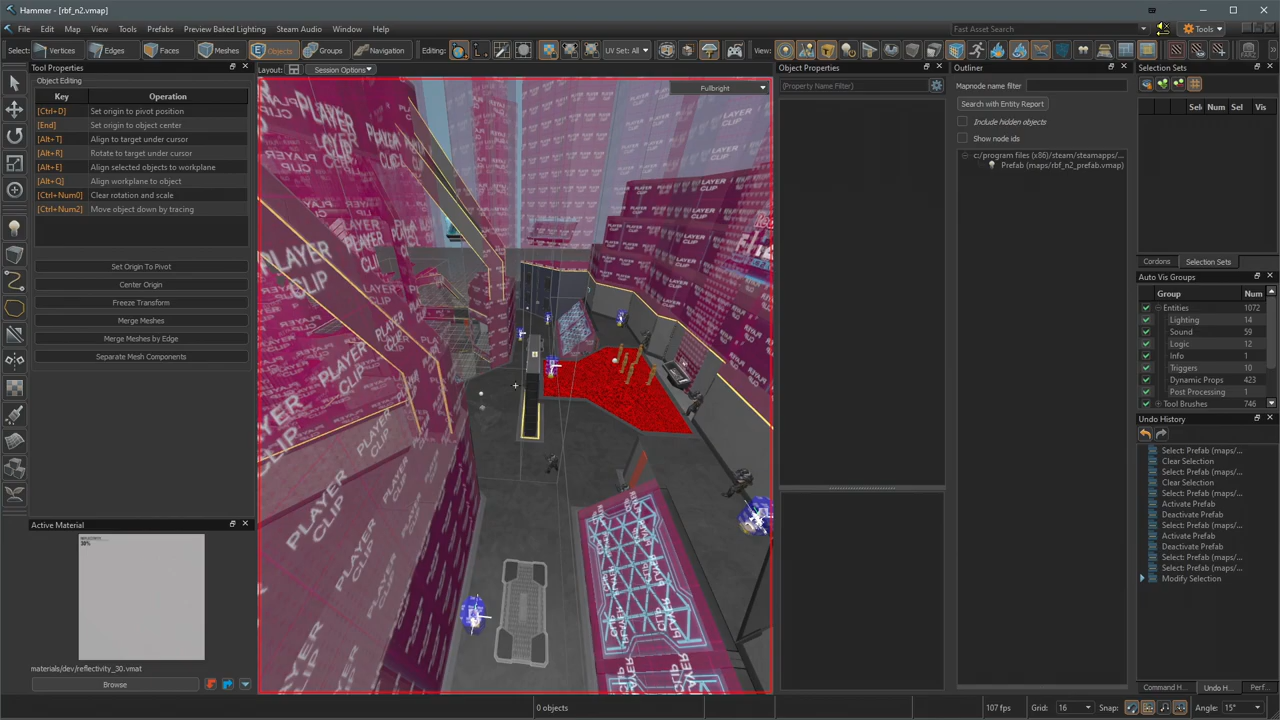 Hammer - [rbf_n2.vmap]
File Edit Map View Tools Prefabs Preview Baked Lighting Steam Audio Window Help
Fast Asset Search
Tools
Select: Vertices Edges Faces Meshes Objects Groups Navigation Editing: UV Set: All View:
Tool Properties
Layout: Session Options
Object Properties
Outliner
Selection Sets
Object Editing
Fullbright
(Property Name Filter)
Mapnode name filter
Key Operation
[Ctrl+D] Set origin to pivot position
[End] Set origin to object center
[Alt+T] Align to target under cursor
[Alt+R] Rotate to target under cursor
[Alt+E] Align selected objects to workplane
[Alt+Q] Align workplane to object
[Ctrl+Num0] Clear rotation and scale
[Ctrl+Num2] Move object down by tracing
Search with Entity Report
Include hidden objects
Show node ids
c:/program files (x86)/steam/steamapps/...
Prefab (maps/rbf_n2_prefab.vmap)
Sel Num Sel Vis
Set Origin To Pivot
Center Origin
Freeze Transform
Merge Meshes
Merge Meshes by Edge
Separate Mesh Components
PLAYER CLIP
PLAYER CLIP
PLAYER CLIP
PLAYER CLIP
Cordons Selection Sets
Auto Vis Groups
Group Num
Entities 1072
Lighting 14
Sound 59
Logic 12
Info 1
Triggers 10
Dynamic Props 423
Post Processing 1
Tool Brushes 746
Undo History
Select: Prefab (maps/...
Clear Selection
Select: Prefab (maps/...
Clear Selection
Select: Prefab (maps/...
Activate Prefab
Deactivate Prefab
Select: Prefab (maps/...
Activate Prefab
Deactivate Prefab
Select: Prefab (maps/...
Select: Prefab (maps/...
Modify Selection
Active Material
30%
materials/dev/reflectivity_30.vmat
Browse
Command H... Undo H... Perf...
0 objects
107 fps
Grid: 16
Snap:
Angle: 15°